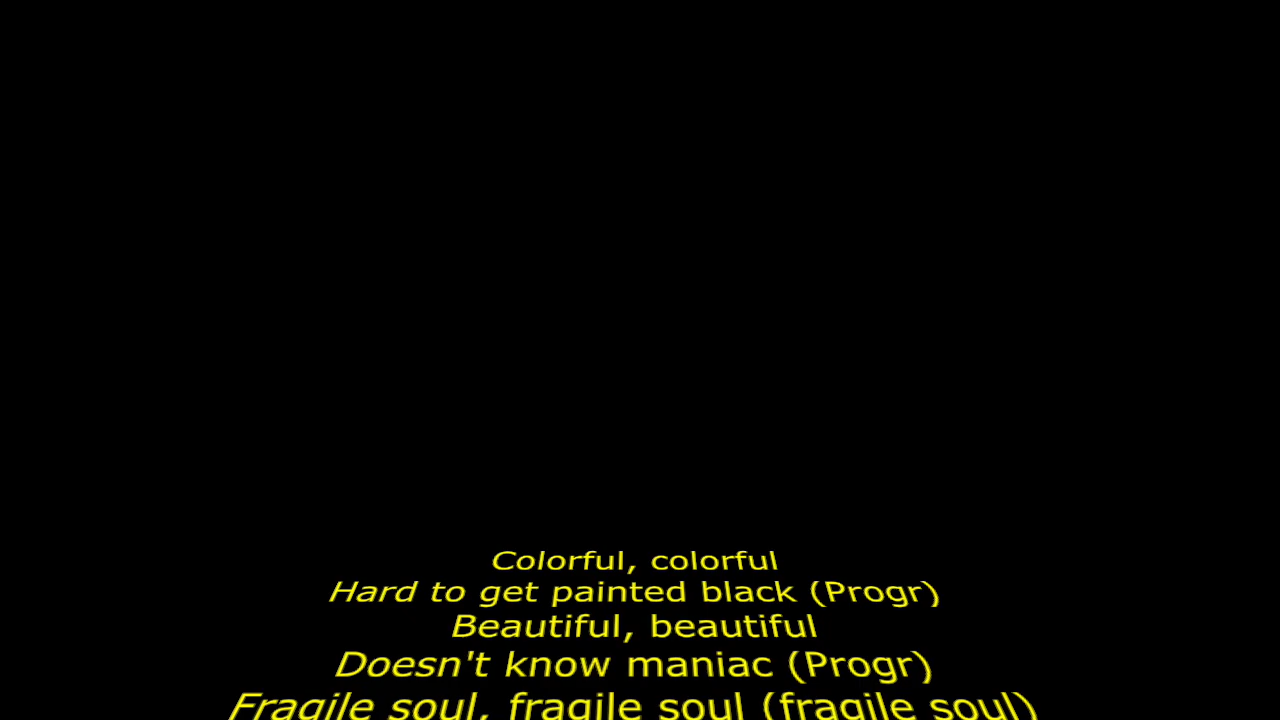 Colorful, colorful
Hard to get painted black (Progr)
Beautiful, beautiful
Doesn't know maniac (Progr)
Fragile soul, fragile soul (fragile soul)